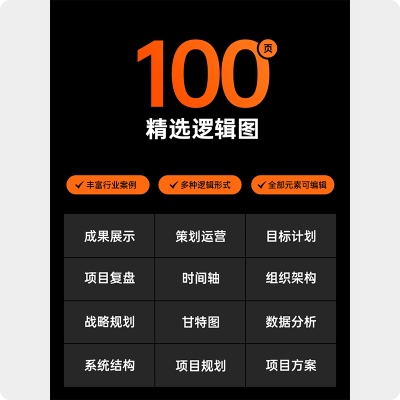 100页
精选逻辑图
丰富行业案例 多种逻辑形式 全部元素可编辑
成果展示 策划运营 目标计划
项目复盘 时间轴 组织架构
战略规划 甘特图 数据分析
系统结构 项目规划 项目方案